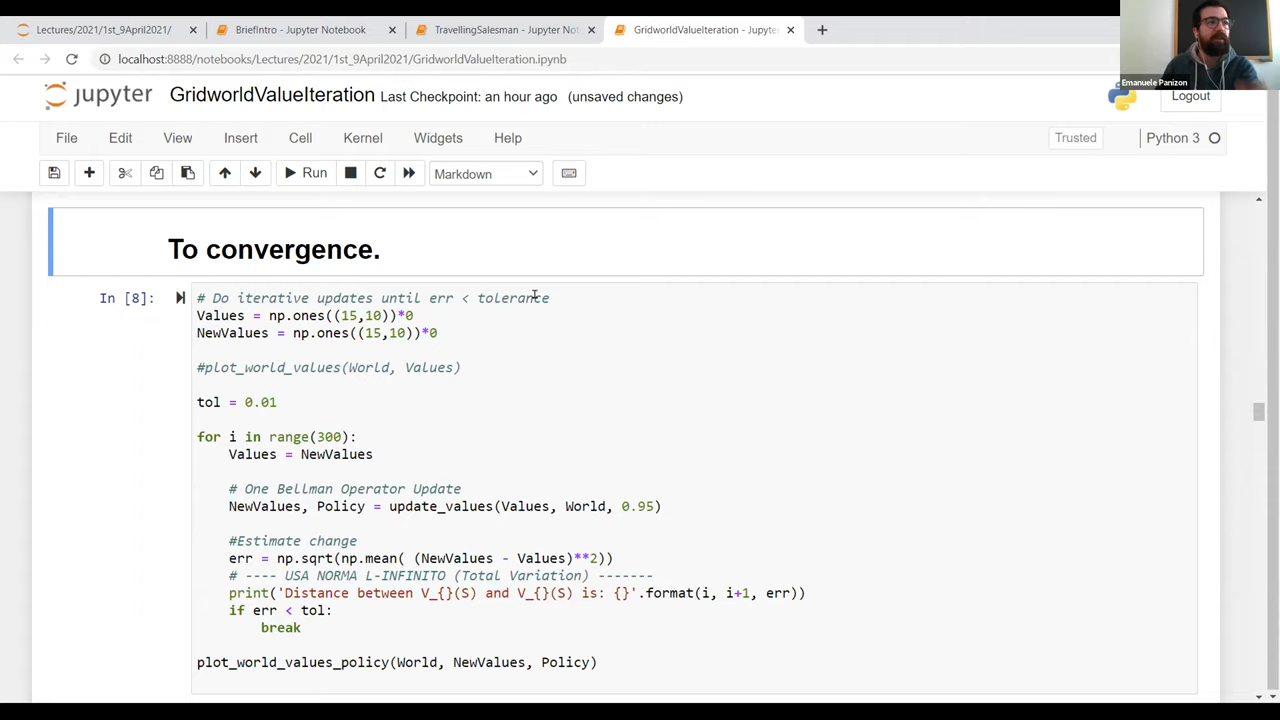 Lectures/2021/1st_9April2021/
BriefIntro - Jupyter Notebook
TravellingSalesman - Jupyter Not
GridworldValueIteration - Jupyte
localhost:8888/notebooks/Lectures/2021/1st_9April2021/GridworldValueIteration.ipynb
Emanuele Panizon
jupyter GridworldValueIteration Last Checkpoint: an hour ago (unsaved changes)
Logout
File Edit View Insert Cell Kernel Widgets Help
Trusted Python 3
Run Markdown
To convergence.
In [8]:
# Do iterative updates until err < tolerance
Values = np.ones((15,10))*0
NewValues = np.ones((15,10))*0
#plot_world_values(World, Values)
tol = 0.01
for i in range(300):
    Values = NewValues
    # One Bellman Operator Update
    NewValues, Policy = update_values(Values, World, 0.95)
    #Estimate change
    err = np.sqrt(np.mean( (NewValues - Values)**2))
    # ---- USA NORMA L-INFINITO (Total Variation) -------
    print('Distance between V_{}(S) and V_{}(S) is: {}'.format(i, i+1, err))
    if err < tol:
        break
plot_world_values_policy(World, NewValues, Policy)